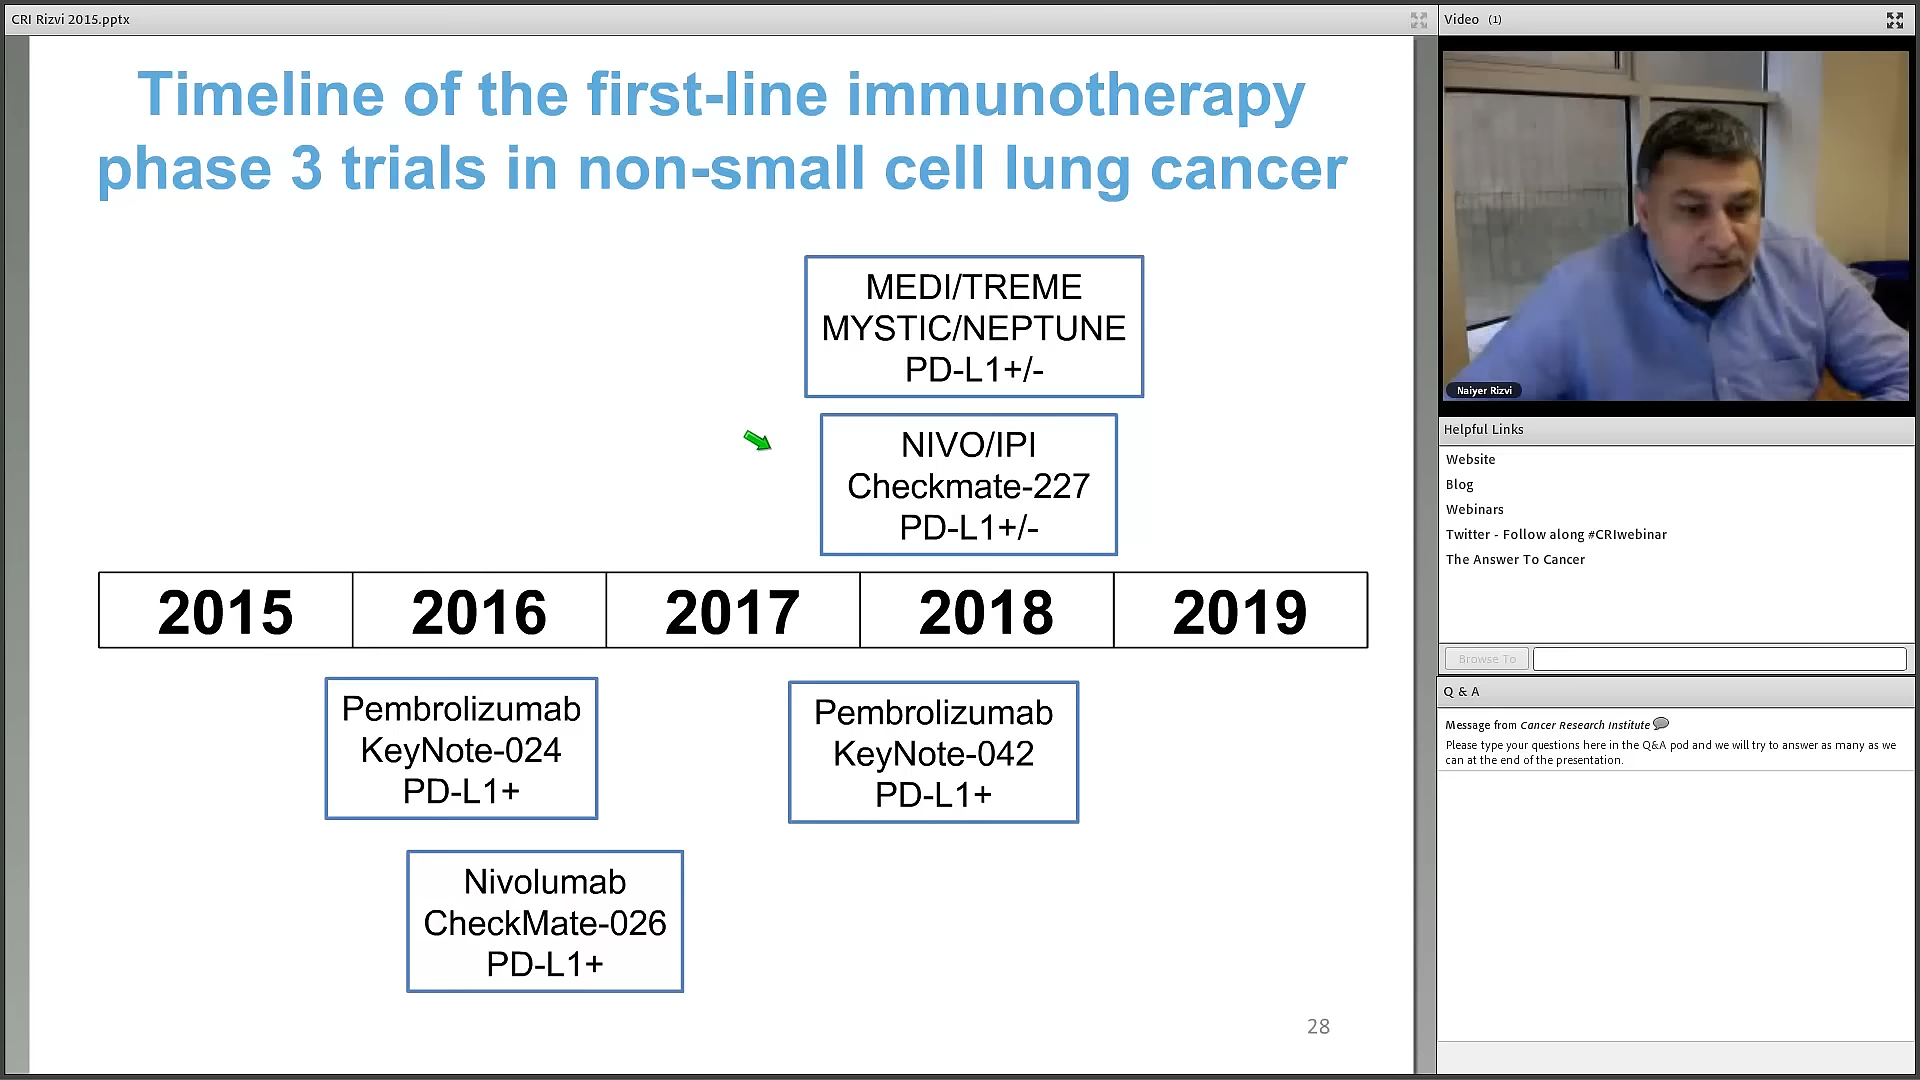 CRI Rizvi 2015.pptx
Timeline of the first-line immunotherapy
phase 3 trials in non-small cell lung cancer
MEDI/TREME
MYSTIC/NEPTUNE
PD-L1+/-
NIVO/IPI
Checkmate-227
PD-L1+/-
2015 2016 2017 2018 2019
Pembrolizumab
KeyNote-024
PD-L1+
Pembrolizumab
KeyNote-042
PD-L1+
Nivolumab
CheckMate-026
PD-L1+
28
Video (1)
Naiyer Rizvi
Helpful Links
Website
Blog
Webinars
Twitter - Follow along #CRIwebinar
The Answer To Cancer
Browse To
Q & A
Message from Cancer Research Institute
Please type your questions here in the Q&A pod and we will try to answer as many as we
can at the end of the presentation.